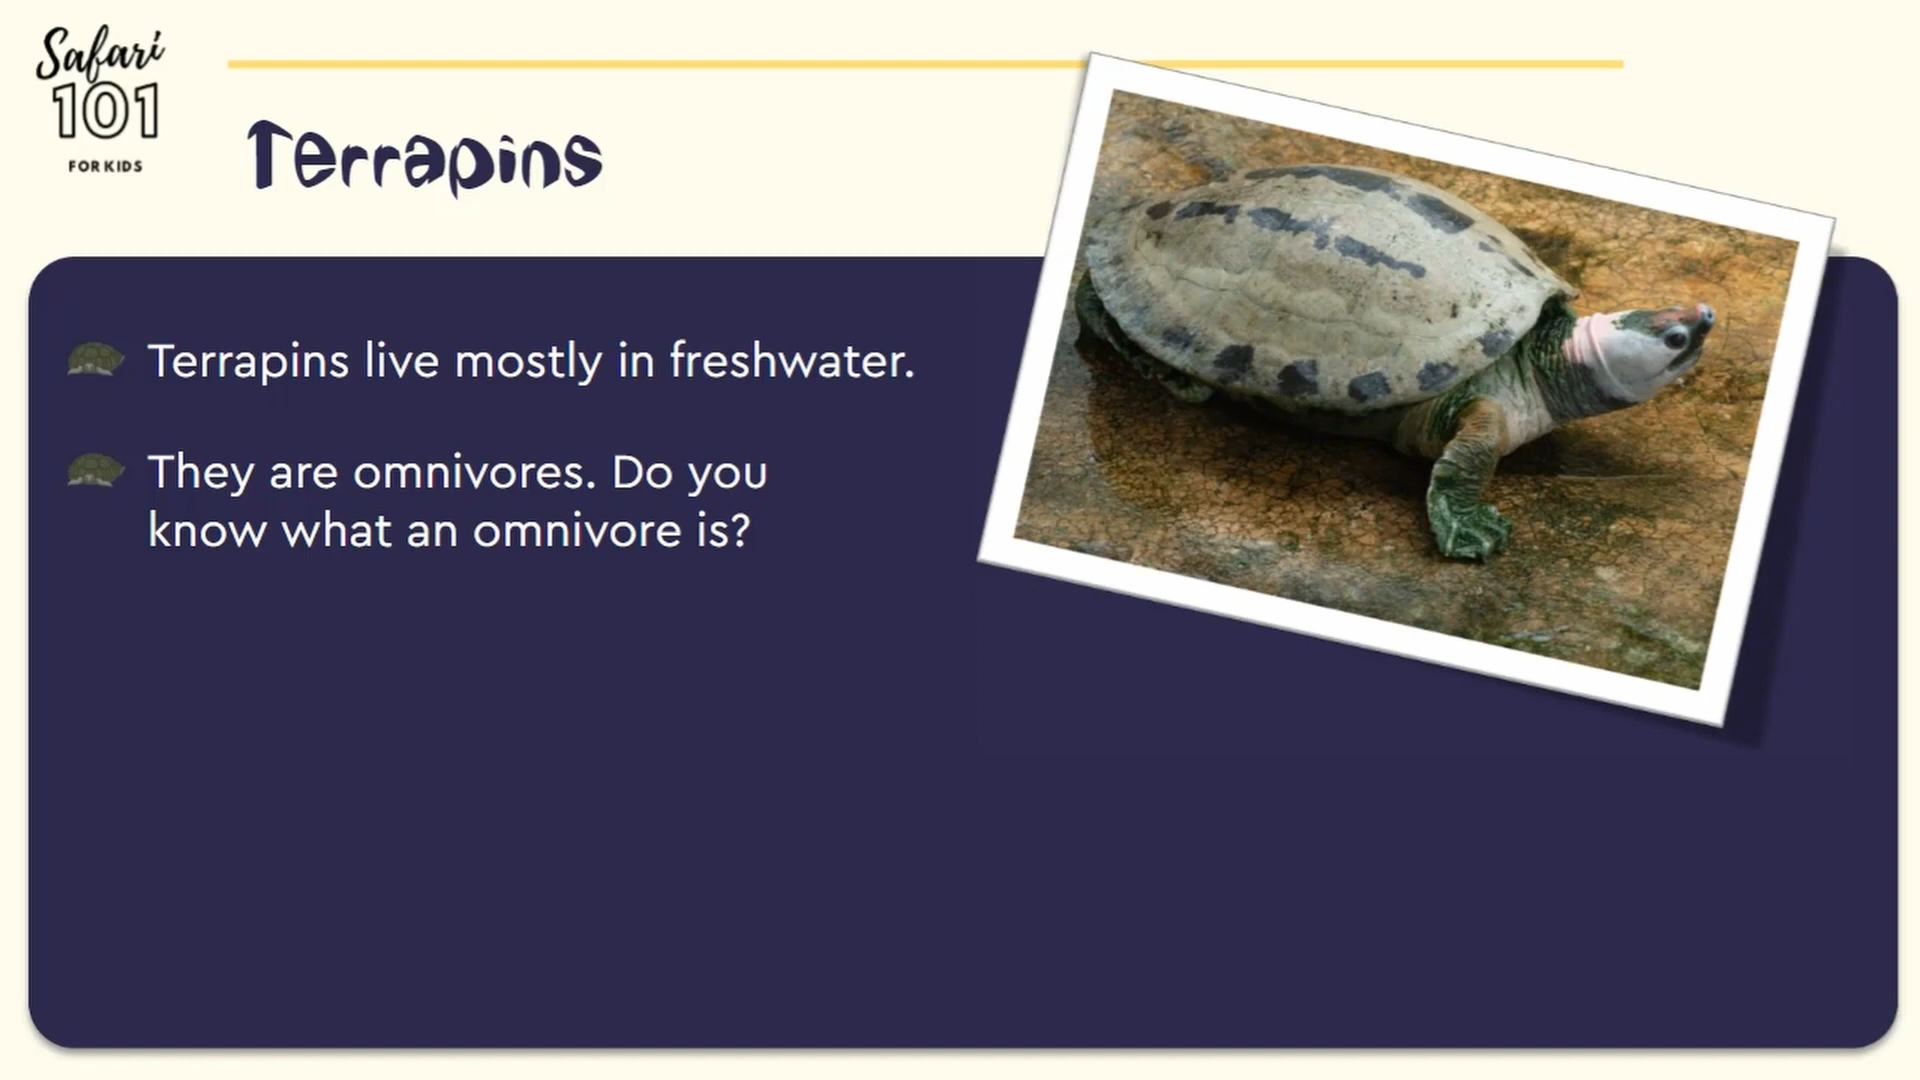 Safari
101
FOR KIDS
Terrapins
Terrapins live mostly in freshwater.
They are omnivores. Do you
know what an omnivore is?